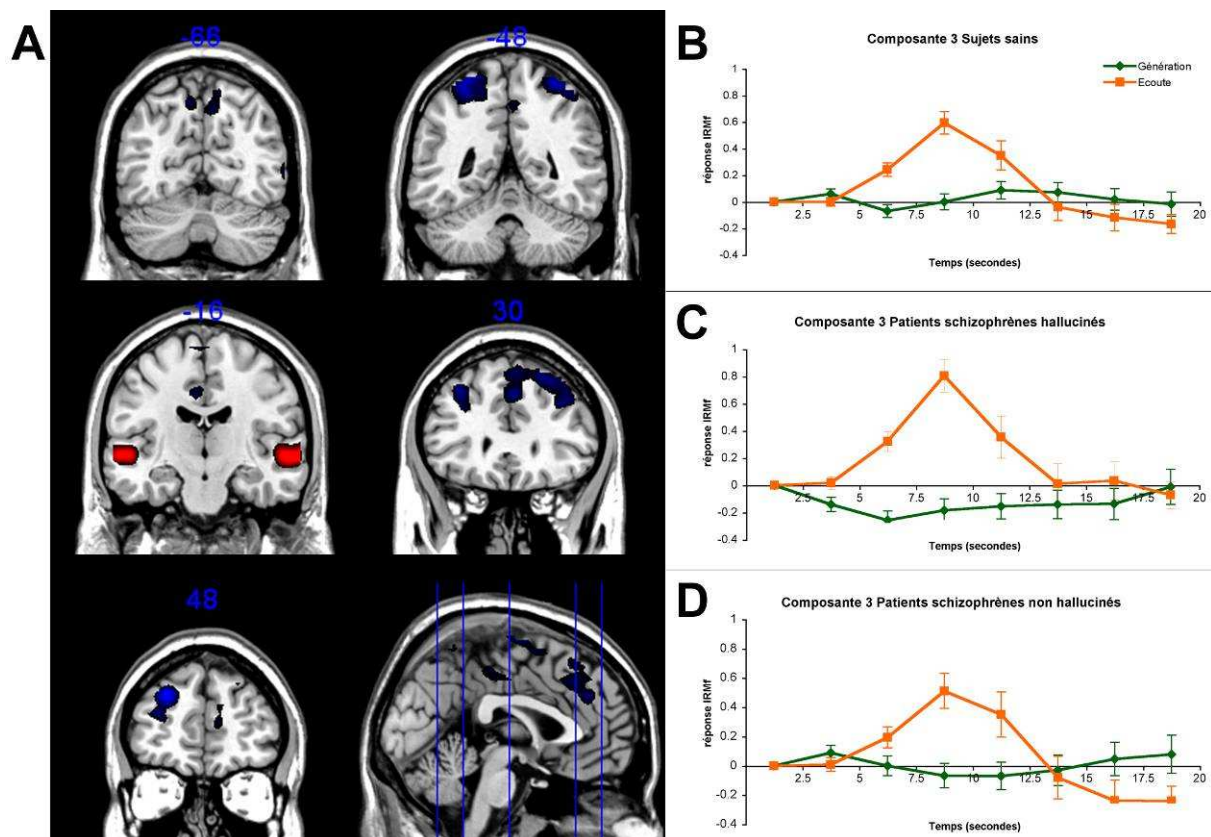 A
-66
-48
-16
30
48
B
Composante 3 Sujets sains
Génération
Ecoute
réponse IRMf
1
0.8
0.6
0.4
0.2
0
-0.2
-0.4
2.5 5 7.5 10 12.5 15 17.5 20
Temps (secondes)
C
Composante 3 Patients schizophrènes hallucinés
réponse IRMf
1
0.8
0.6
0.4
0.2
0
-0.2
-0.4
2.5 5 7.5 10 12.5 15 17.5 20
Temps (secondes)
D
Composante 3 Patients schizophrènes non hallucinés
réponse IRMf
1
0.8
0.6
0.4
0.2
0
-0.2
-0.4
2.5 5 7.5 10 12.5 15 17.5 20
Temps (secondes)